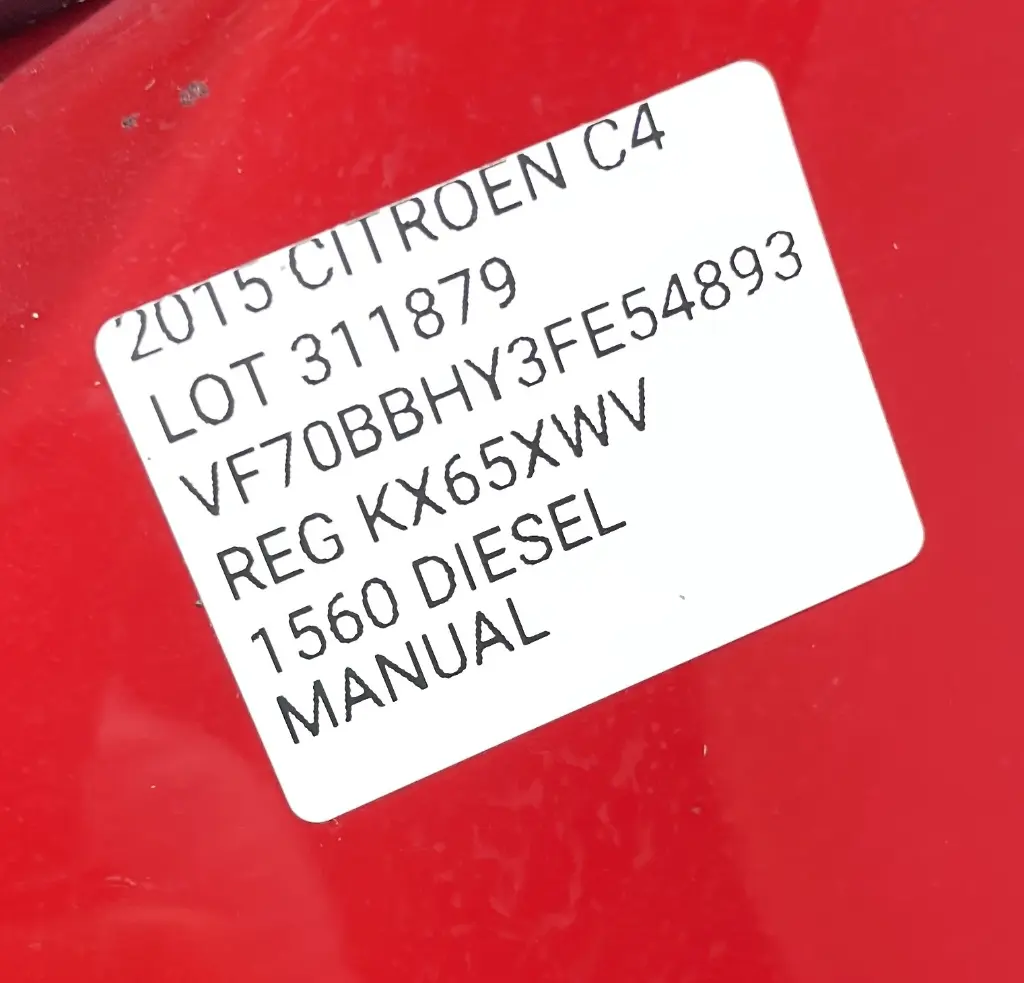 2015 CITROEN C4
LOT 311879
VF70BBHY3FE54893
REG KX65XWV
1560 DIESEL
MANUAL